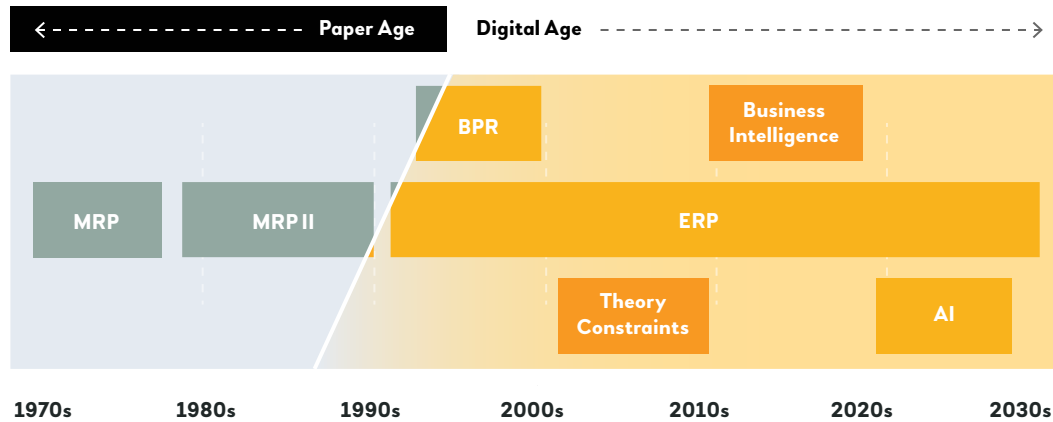 Paper Age
Digital Age
BPR
Business
Intelligence
MRP
MRP II
ERP
Theory
Constraints
AI
1970s
1980s
1990s
2000s
2010s
2020s
2030s